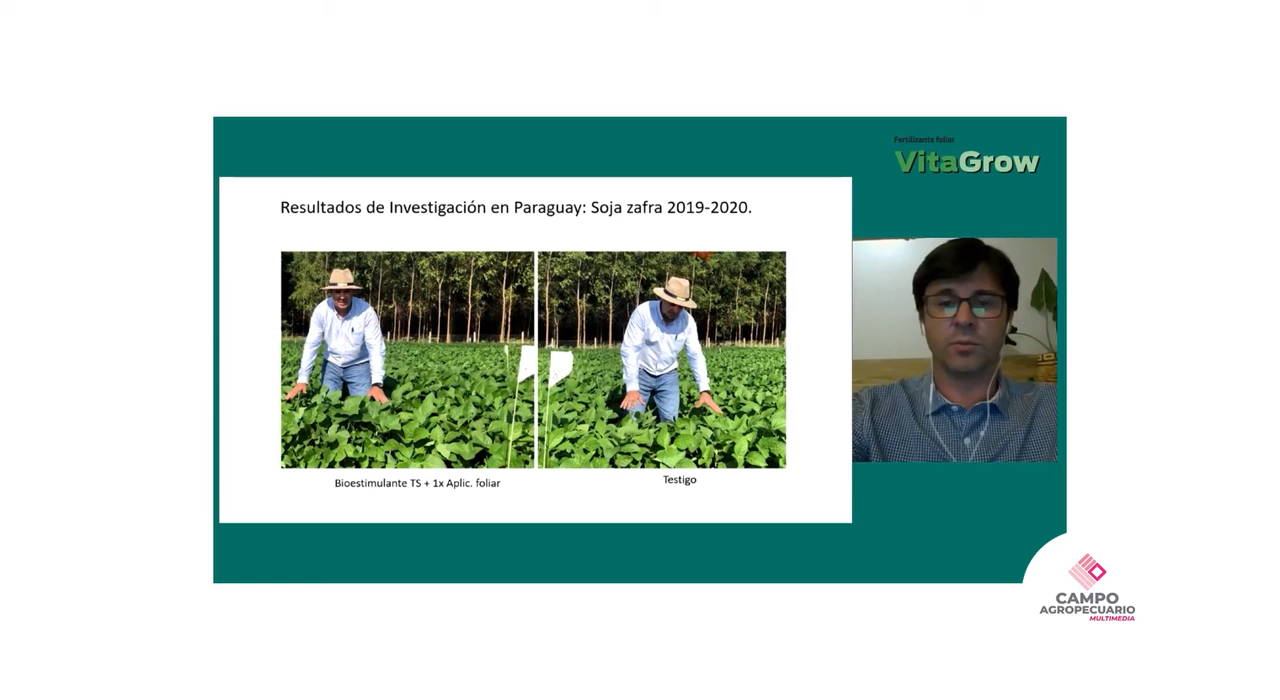 Fertilizante foliar
VitaGrow
Resultados de Investigación en Paraguay: Soja zafra 2019-2020.
Bioestimulante TS + 1x Aplic. foliar
Testigo
CAMPO
AGROPECUARIO
MULTIMEDIA